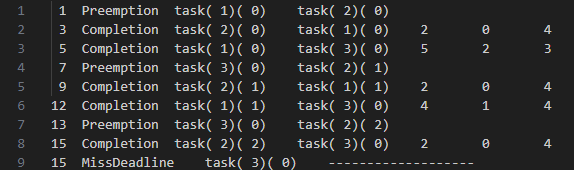 1 1 Preemption task( 1)( 0) task( 2)( 0)
2 3 Completion task( 2)( 0) task( 1)( 0) 2 0 4
3 5 Completion task( 1)( 0) task( 3)( 0) 5 2 3
4 7 Preemption task( 3)( 0) task( 2)( 1)
5 9 Completion task( 2)( 1) task( 1)( 1) 2 0 4
6 12 Completion task( 1)( 1) task( 3)( 0) 4 1 4
7 13 Preemption task( 3)( 0) task( 2)( 2)
8 15 Completion task( 2)( 2) task( 3)( 0) 2 0 4
9 15 MissDeadline task( 3)( 0) -------------------